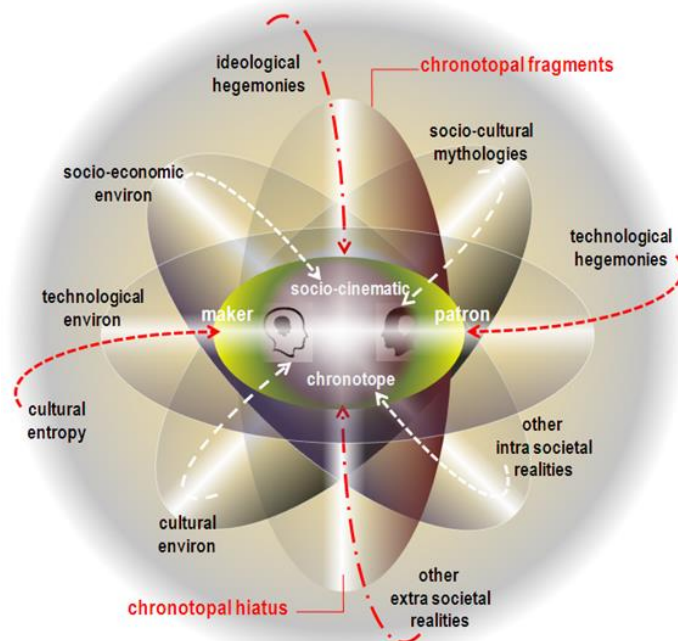 ideological
hegemonies
chronotopal fragments
socio-cultural
mythologies
socio-economic
environ
technological
hegemonies
socio-cinematic
technological
environ
maker
patron
chronotope
cultural
entropy
other
intra societal
realities
cultural
environ
other
extra societal
realities
chronotopal hiatus